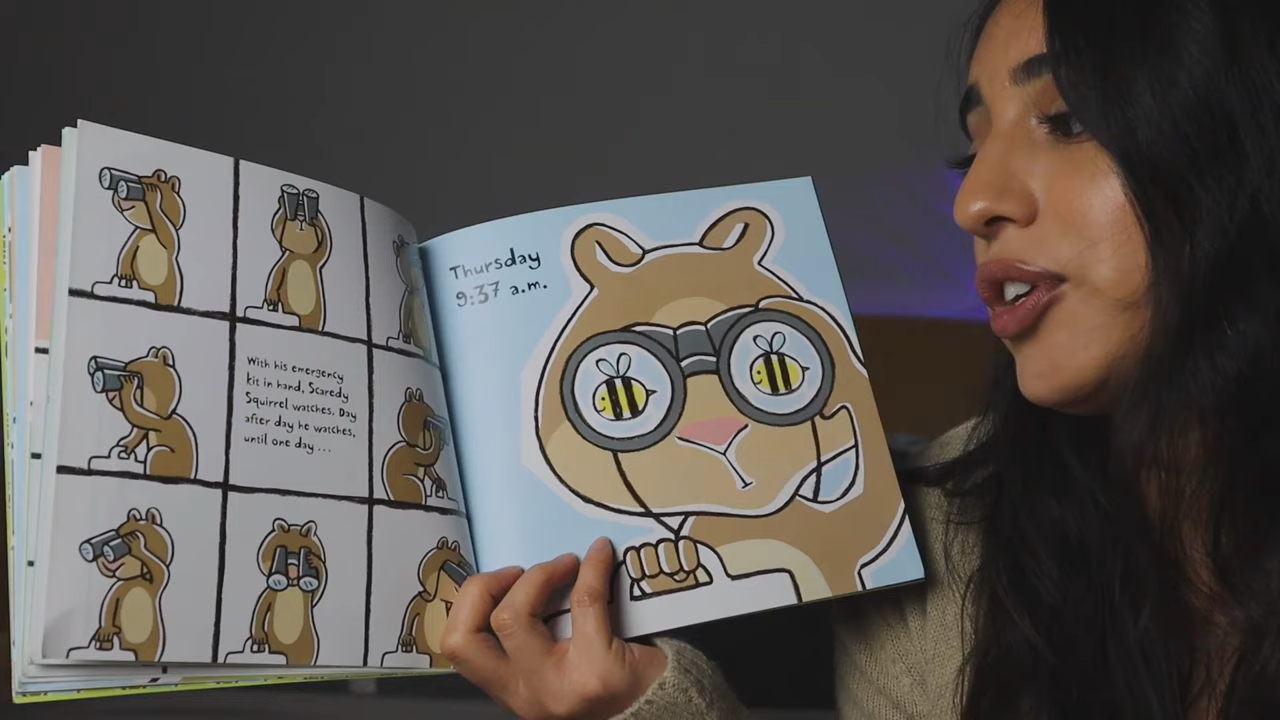 With his emergency
kit in hand, Scaredy
Squirrel watches. Day
after day he watches,
until one day ...
Thursday
9:37 a.m.